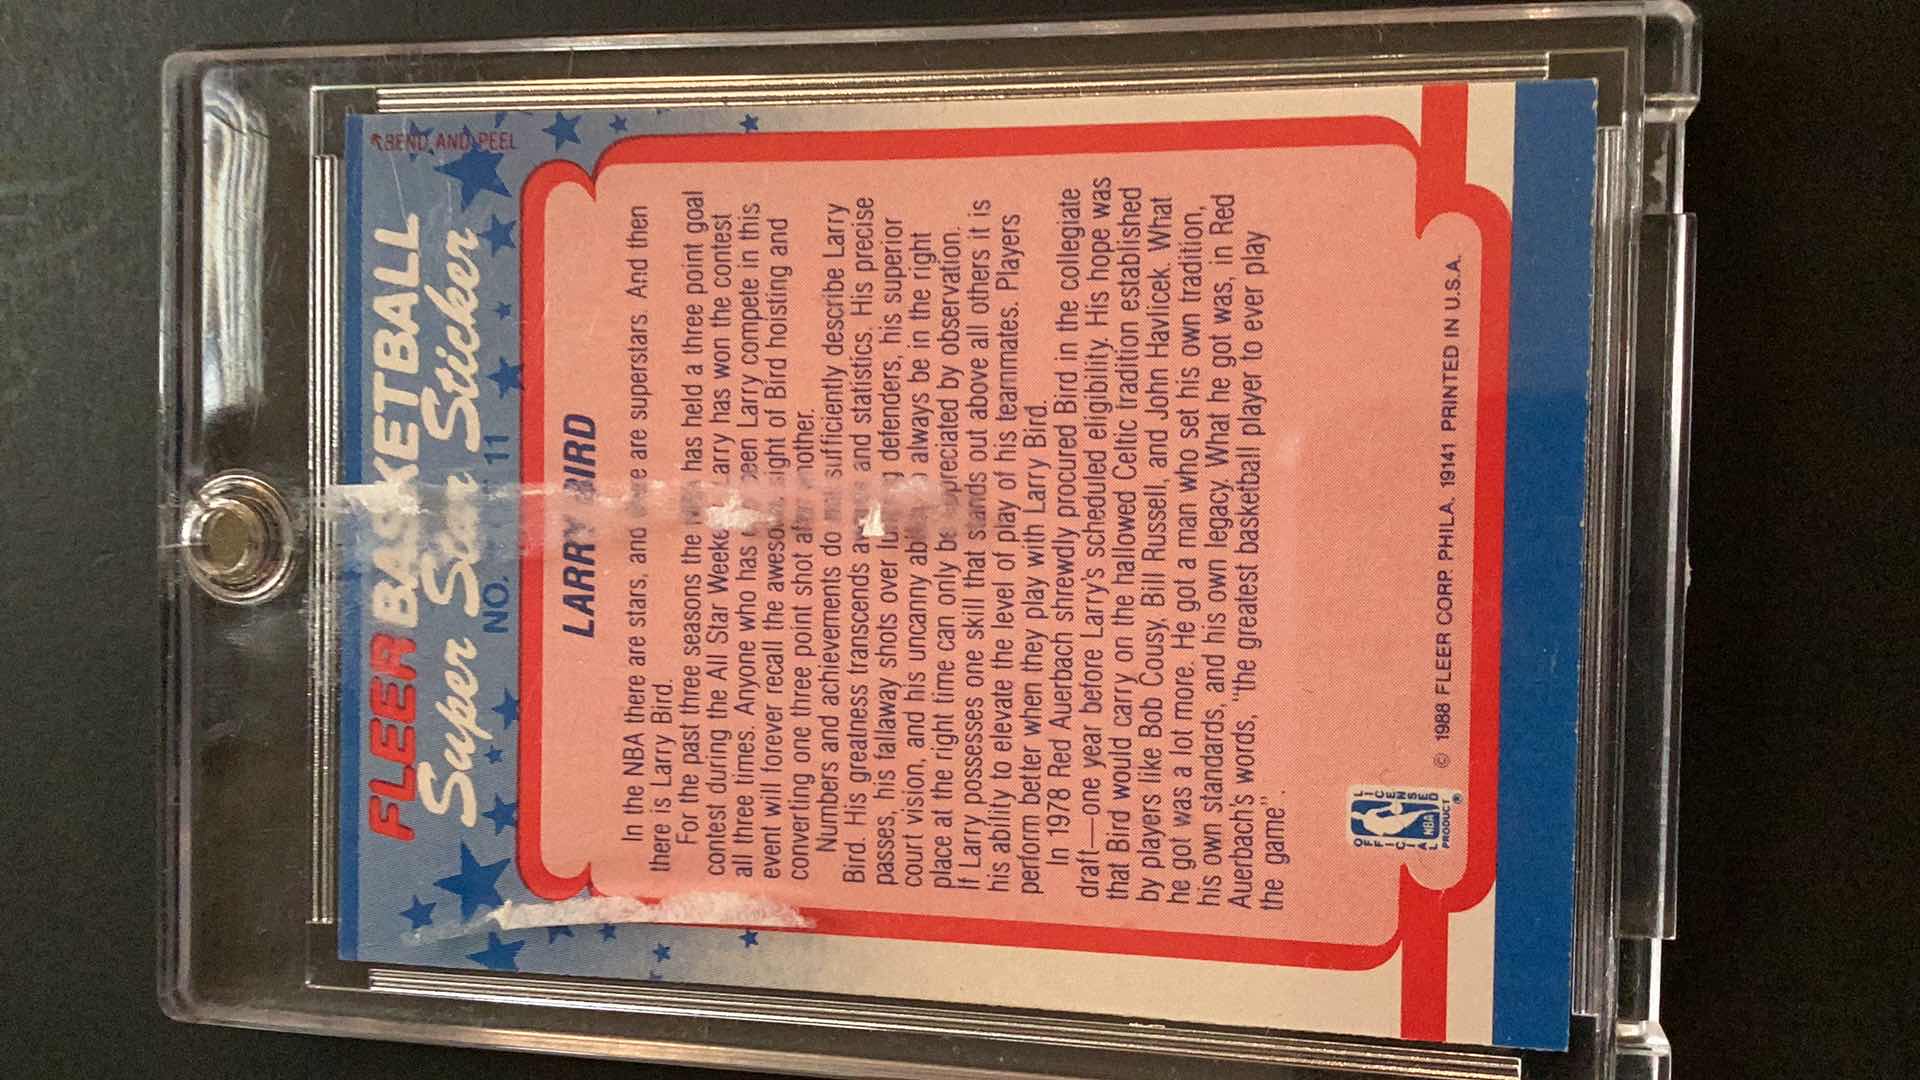 BEND AND PEEL
FLEER BASKETBALL
Super Star Sticker
NO. 11
LARRY BIRD
In the NBA there are stars, and there are superstars. And then
there is Larry Bird.
For the past three seasons the has held a three point goal
contest during the All Star Larry has won the contest
all three times. Anyone who has seen Larry compete in this
event will forever recall the awesome sight of Bird hoisting and
converting one three point shot after another.
Numbers and achievements do not sufficiently describe Larry
Bird. His greatness transcends and statistics. His precise
passes, his fallaway shots over defenders, his superior
court vision, and his uncanny ability always be in the right
place at the right time can only be appreciated by observation.
If Larry possesses one skill that stands out above all others it is
his ability to elevate the level of play of his teammates. Players
perform better when they play with Larry Bird.
In 1978 Red Auerbach shrewdly procured Bird in the collegiate
draft—one year before Larry's scheduled eligibility. His hope was
that Bird would carry on the hallowed Celtic tradition established
by players like Bob Cousy, Bill Russell, and John Havlicek. What
he got was a lot more. He got a man who set his own tradition,
his own standards, and his own legacy. What he got was, in Red
Auerbach's words, "the greatest basketball player to ever play
the game".
OFFICIAL LICENSED
NBA
PRODUCT ®
© 1988 FLEER CORP. PHILA. 19141 PRINTED IN U.S.A.